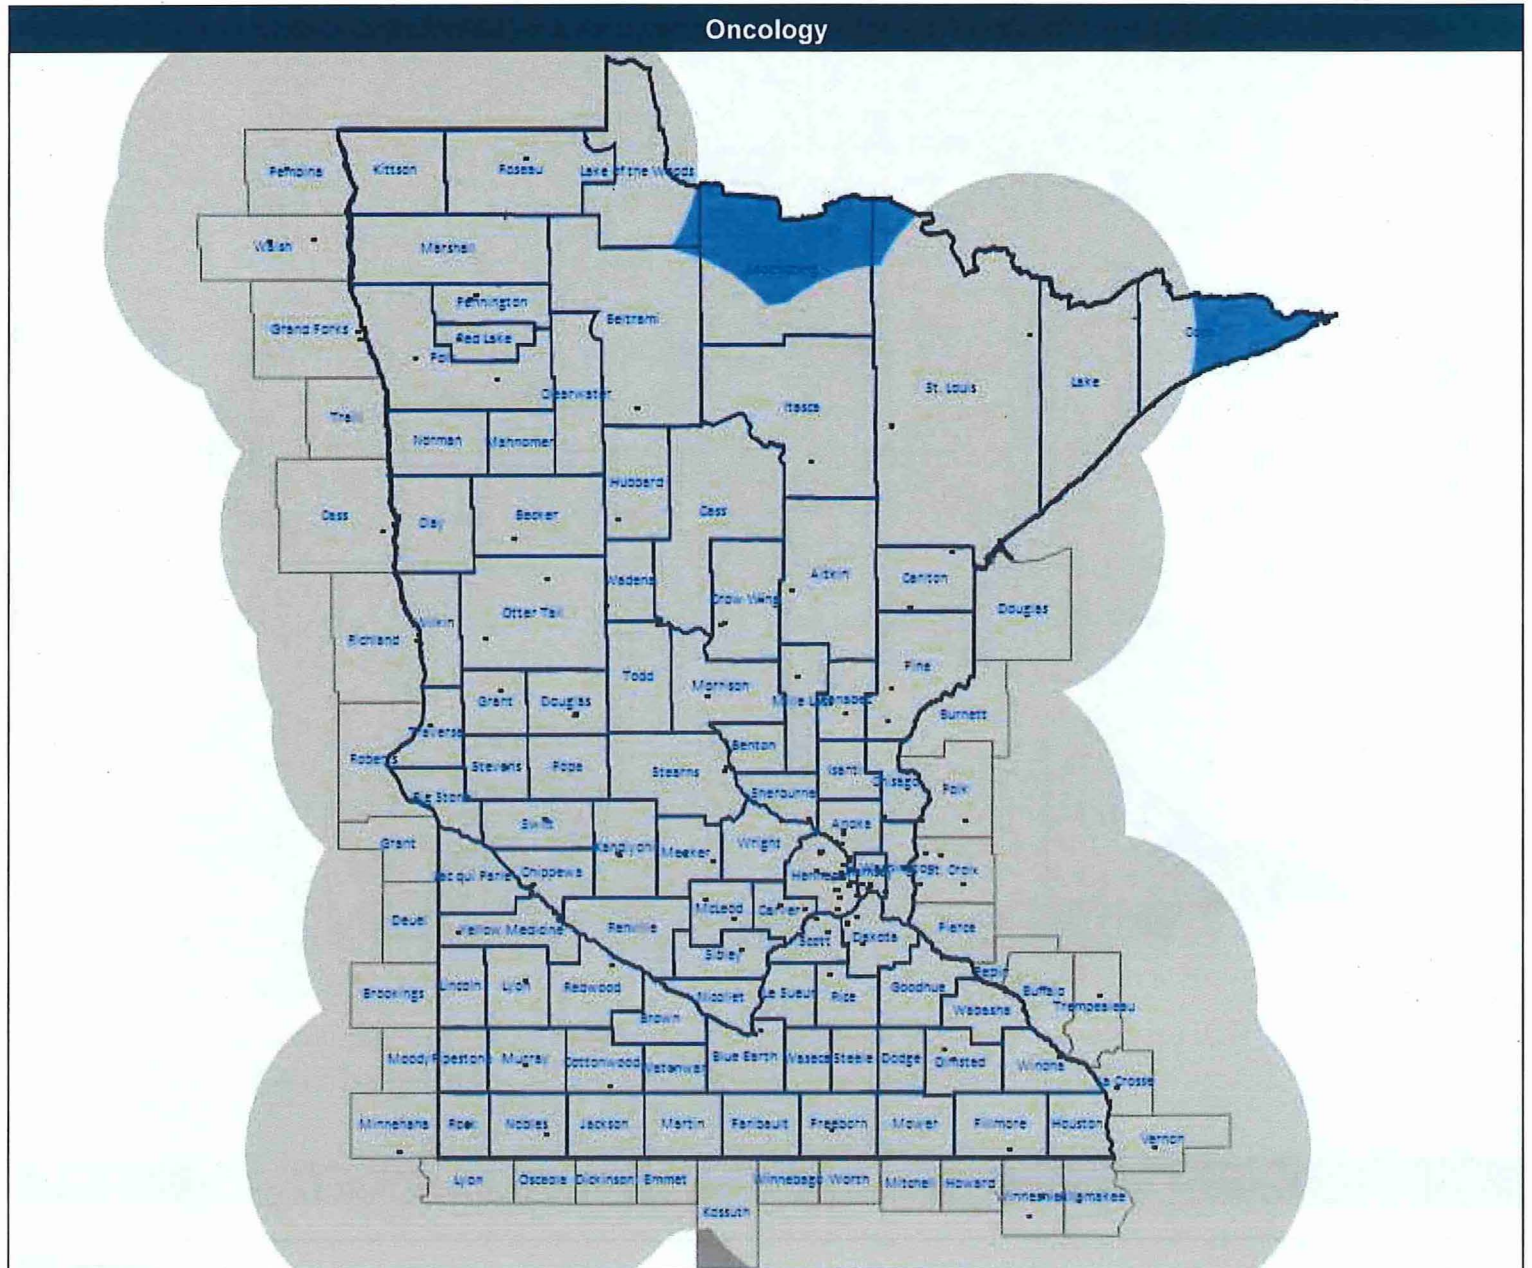 Oncology
Pembina
Kittson
Roseau
Lake of the Woods
Walsh
Marshall
Pennington
Grand Forks
Red Lake
Beltrami
Clearwater
St. Louis
Lake
Itasca
Norman
Mahnomen
Hubbard
Cass
Cass
Clay
Becker
Wadena
Crow Wing
Aitkin
Carlton
Douglas
Otter Tail
Wilkin
Richland
Todd
Morrison
Pine
Grant
Douglas
Burnett
Traverse
Roberts
Stevens
Pope
Stearns
Benton
Isanti
Chisago
Polk
Big Stone
Sherburne
Swift
Anoka
Grant
Kandiyohi
Meeker
Wright
Lac qui Parle
Chippewa
St. Croix
Deuel
Yellow Medicine
Renville
McLeod
Carver
Scott
Dakota
Pierce
Sibley
Pepin
Brookings
Lincoln
Lyon
Redwood
Nicollet
Le Sueur
Rice
Goodhue
Wabasha
Buffalo
Trempealeau
Brown
Moody
Pipestone
Murray
Cottonwood
Watonwan
Blue Earth
Waseca
Steele
Dodge
Olmsted
Winona
La Crosse
Minnehaha
Rock
Nobles
Jackson
Martin
Faribault
Freeborn
Mower
Fillmore
Houston
Vernon
Lyon
Osceola
Dickinson
Emmet
Kossuth
Winnebago
Worth
Mitchell
Howard
Winneshiek
Allamakee